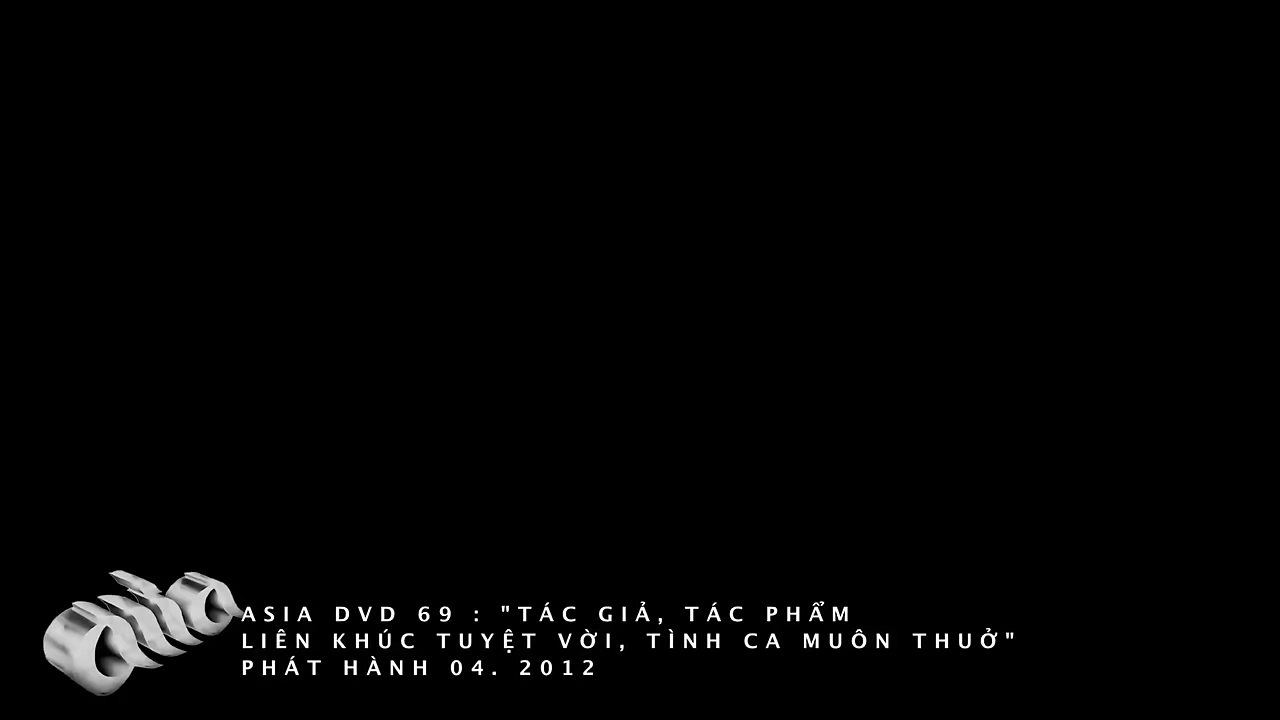 ASIA DVD 69 : "TÁC GIẢ, TÁC PHẨM
LIÊN KHÚC TUYỆT VỜI, TÌNH CA MUÔN THUỞ"
PHÁT HÀNH 04. 2012